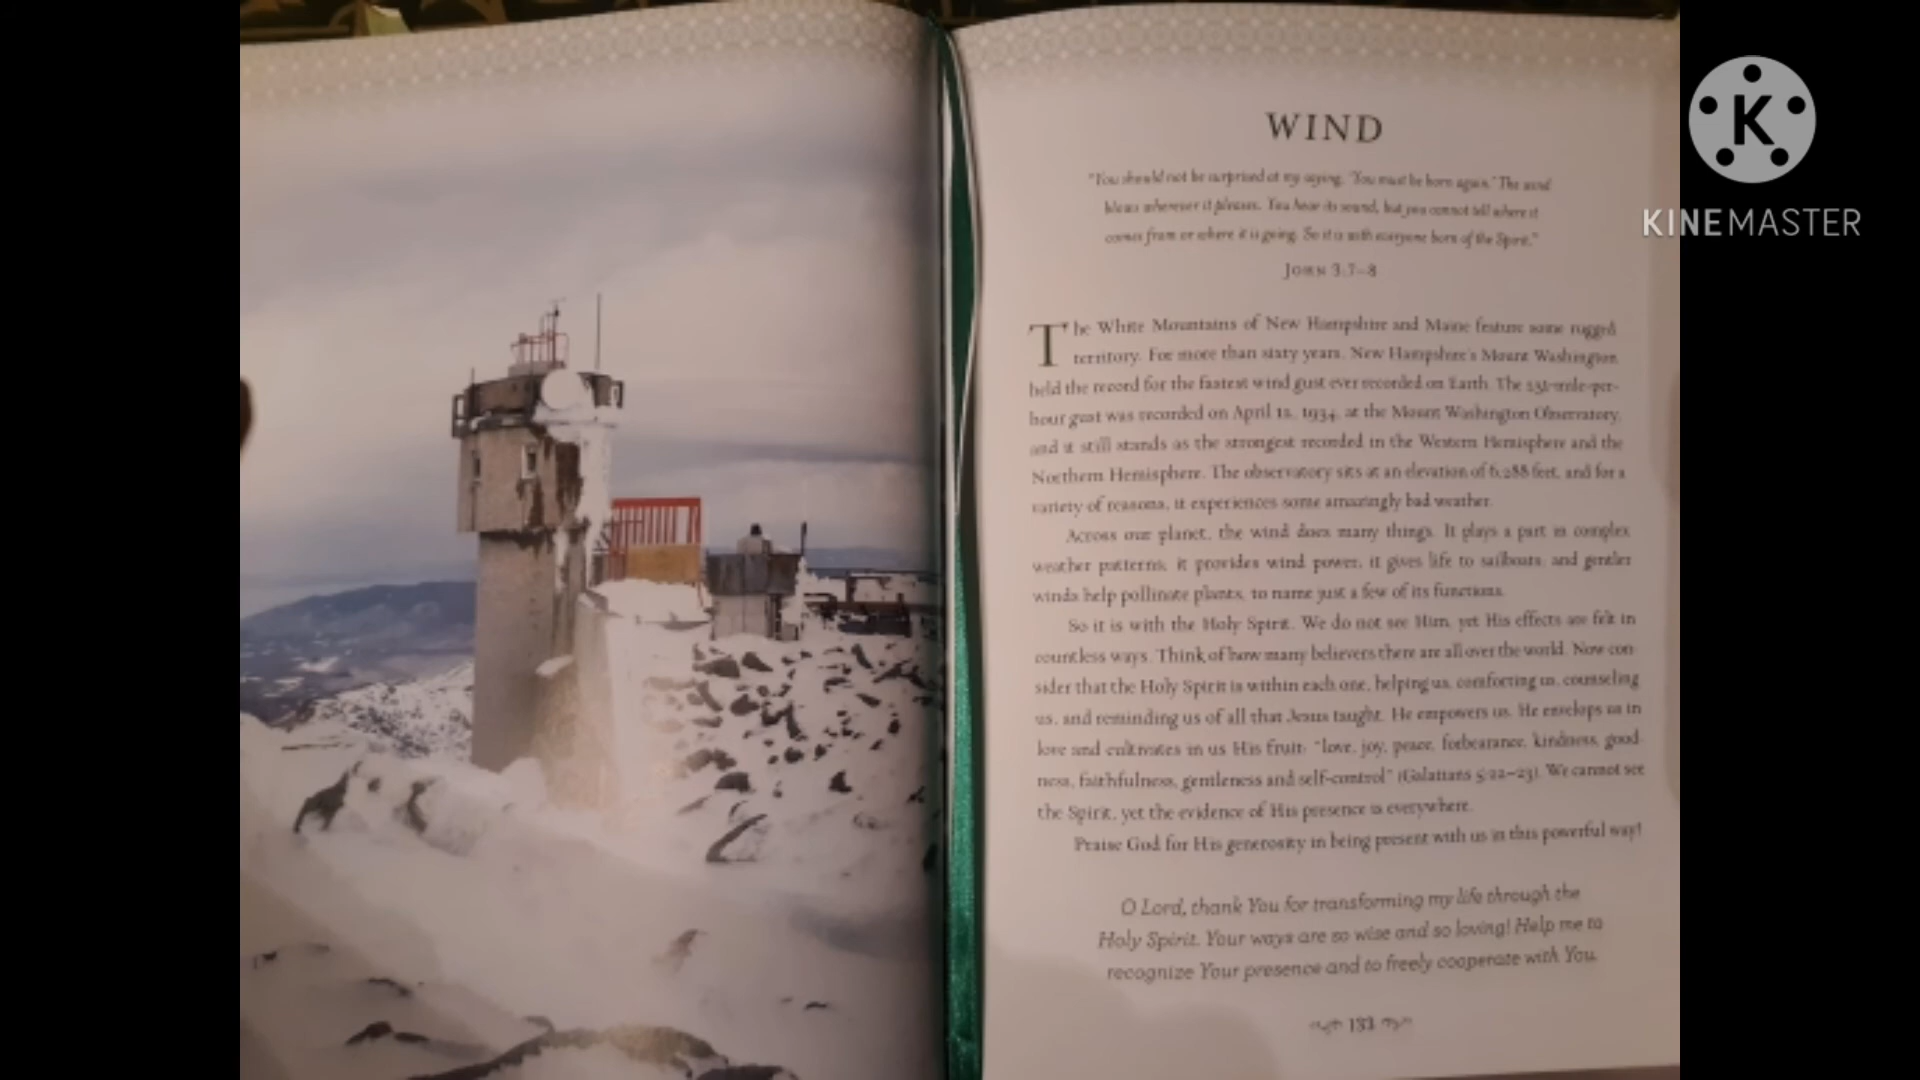 WIND
"You should not be surprised at my saying, 'You must be born again.' The wind
blows wherever it pleases. You hear its sound, but you cannot tell where it
comes from or where it is going. So it is with everyone born of the Spirit."
JOHN 3:7–8
The White Mountains of New Hampshire and Maine feature some rugged
territory. For more than sixty years, New Hampshire's Mount Washington
held the record for the fastest wind gust ever recorded on Earth. The 231-mile-per-
hour gust was recorded on April 12, 1934, at the Mount Washington Observatory,
and it still stands as the strongest recorded in the Western Hemisphere and the
Northern Hemisphere. The observatory sits at an elevation of 6,288 feet, and for a
variety of reasons, it experiences some amazingly bad weather.
Across our planet, the wind does many things. It plays a part in complex
weather patterns, it provides wind power, it gives life to sailboats, and gentler
winds help pollinate plants, to name just a few of its functions.
So it is with the Holy Spirit. We do not see Him, yet His effects are felt in
countless ways. Think of how many believers there are all over the world. Now con-
sider that the Holy Spirit is within each one, helping us, comforting us, counseling
us, and reminding us of all that Jesus taught. He empowers us. He envelops us in
love and cultivates in us His fruit: "love, joy, peace, forbearance, kindness, good-
ness, faithfulness, gentleness and self-control" (Galatians 5:22–23). We cannot see
the Spirit, yet the evidence of His presence is everywhere.
Praise God for His generosity in being present with us in this powerful way!
O Lord, thank You for transforming my life through the
Holy Spirit. Your ways are so wise and so loving! Help me to
recognize Your presence and to freely cooperate with You.
133
K
KINEMASTER